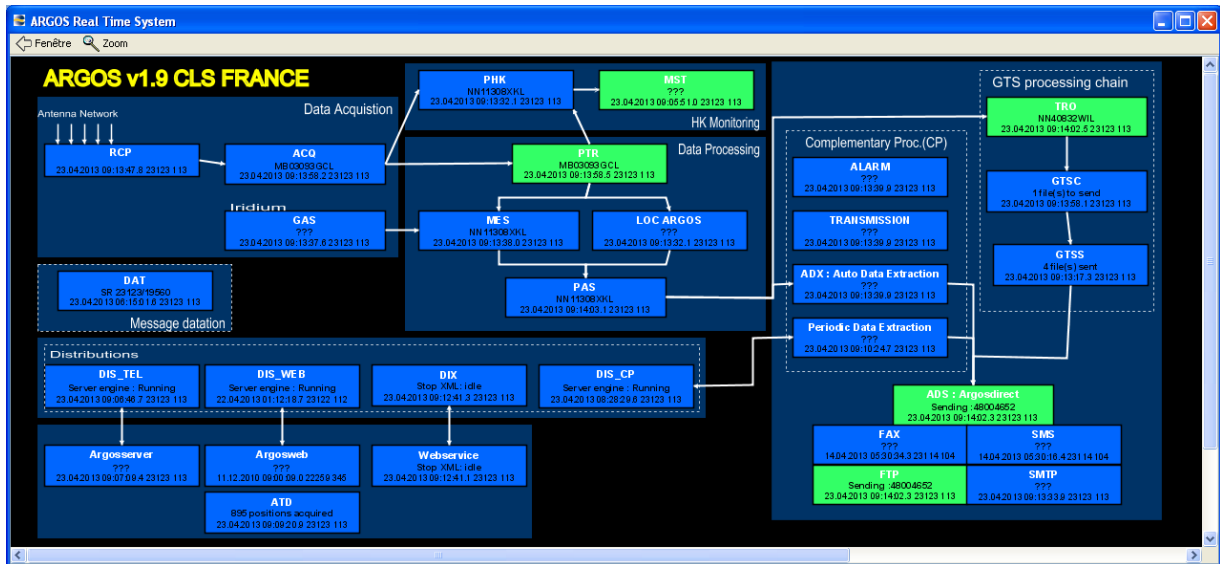 ARGOS Real Time System
Fenêtre Zoom
ARGOS v1.9 CLS FRANCE
Data Acquistion
Antenna Network
RCP
23.04.2013 09:13:47.8 23123 113
ACQ
MB03093GCL
23.04.2013 09:13:58.2 23123 113
Iridium
GAS
???
23.04.2013 09:13:37.6 23123 113
DAT
SR 23123/19560
23.04.2013 06:15:01.6 23123 113
Message datation
PHK
NN11308XKL
23.04.2013 09:13:32.1 23123 113
MST
???
23.04.2013 09:05:51.0 23123 113
HK Monitoring
Data Processing
PTR
MB03093GCL
23.04.2013 09:13:58.5 23123 113
MES
NN11308XKL
23.04.2013 09:13:38.0 23123 113
LOC ARGOS
???
23.04.2013 09:13:32.1 23123 113
PAS
NN11308XKL
23.04.2013 09:14:03.1 23123 113
Complementary Proc.(CP)
ALARM
???
23.04.2013 09:13:39.9 23123 113
TRANSMISSION
???
23.04.2013 09:13:39.9 23123 113
ADX : Auto Data Extraction
???
23.04.2013 09:13:39.9 23123 113
Periodic Data Extraction
???
23.04.2013 09:10:24.7 23123 113
GTS processing chain
TRO
NN40832WIL
23.04.2013 09:14:02.5 23123 113
GTSC
1 file(s) to send
23.04.2013 09:13:58.1 23123 113
GTSS
4 file(s) sent
23.04.2013 09:13:17.3 23123 113
Distributions
DIS_TEL
Server engine : Running
23.04.2013 09:06:46.7 23123 113
DIS_WEB
Server engine : Running
22.04.2013 01:12:18.7 23122 112
DIX
Stop XML: idle
23.04.2013 09:12:41.3 23123 113
DIS_CP
Server engine : Running
23.04.2013 08:28:29.6 23123 113
Argosserver
???
23.04.2013 09:07:09.4 23123 113
Argosweb
???
11.12.2010 09:00:09.0 22259 345
Webservice
Stop XML: idle
23.04.2013 09:12:41.1 23123 113
ATD
895 positions acquired
23.04.2013 09:09:20.9 23123 113
ADS : Argosdirect
Sending :48004652
23.04.2013 09:14:02.3 23123 113
FAX
???
14.04.2013 05:30:34.3 23114 104
SMS
???
14.04.2013 05:30:16.4 23114 104
FTP
Sending :48004652
23.04.2013 09:14:02.3 23123 113
SMTP
???
23.04.2013 09:13:33.9 23123 113